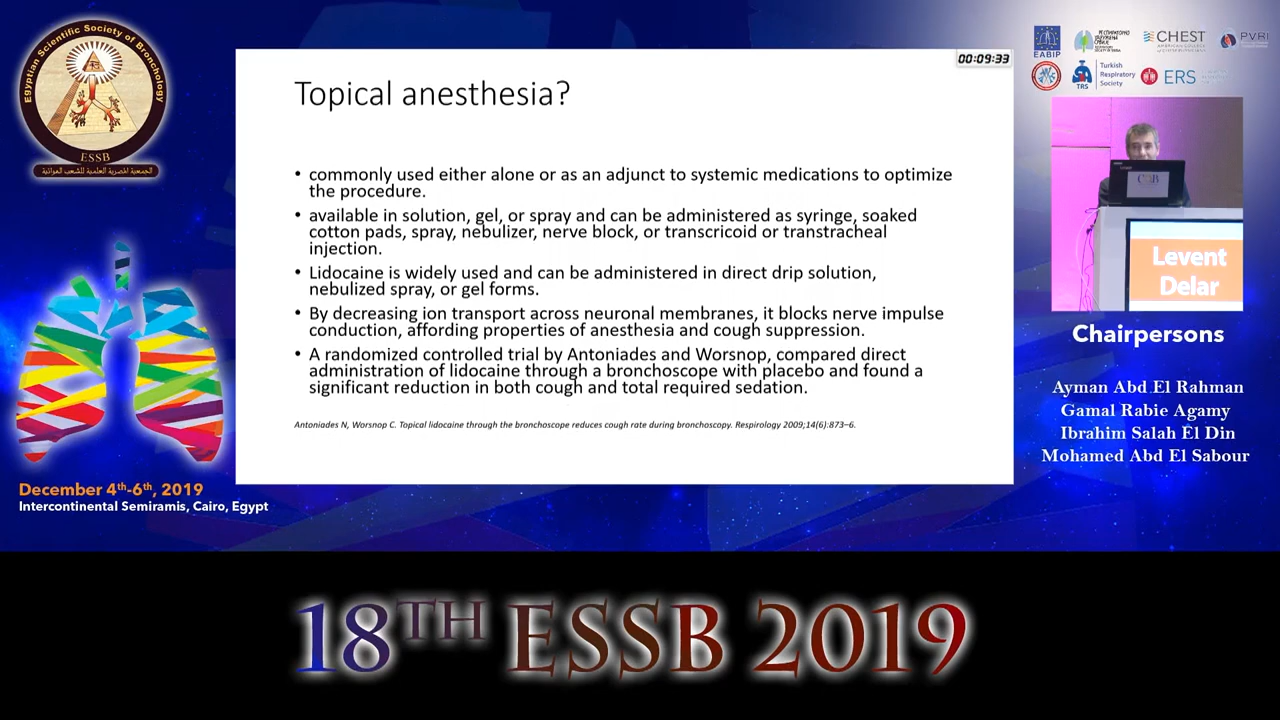 Egyptian Scientific Society of Bronchology
ESSB
الجمعية المصرية العلمية للشعب الهوائية
00:09:33
Topical anesthesia?
• commonly used either alone or as an adjunct to systemic medications to optimize
the procedure.
• available in solution, gel, or spray and can be administered as syringe, soaked
cotton pads, spray, nebulizer, nerve block, or transcricoid or transtracheal
injection.
• Lidocaine is widely used and can be administered in direct drip solution,
nebulized spray, or gel forms.
• By decreasing ion transport across neuronal membranes, it blocks nerve impulse
conduction, affording properties of anesthesia and cough suppression.
• A randomized controlled trial by Antoniades and Worsnop, compared direct
administration of lidocaine through a bronchoscope with placebo and found a
significant reduction in both cough and total required sedation.
Antoniades N, Worsnop C. Topical lidocaine through the bronchoscope reduces cough rate during bronchoscopy. Respirology 2009;14(6):873–6.
EABIP
CHEST
PVRI
TRS
Turkish
Respiratory
Society
ERS
Levent
Delar
Chairpersons
Ayman Abd El Rahman
Gamal Rabie Agamy
Ibrahim Salah El Din
Mohamed Abd El Sabour
December 4th-6th, 2019
Intercontinental Semiramis, Cairo, Egypt
18TH ESSB 2019